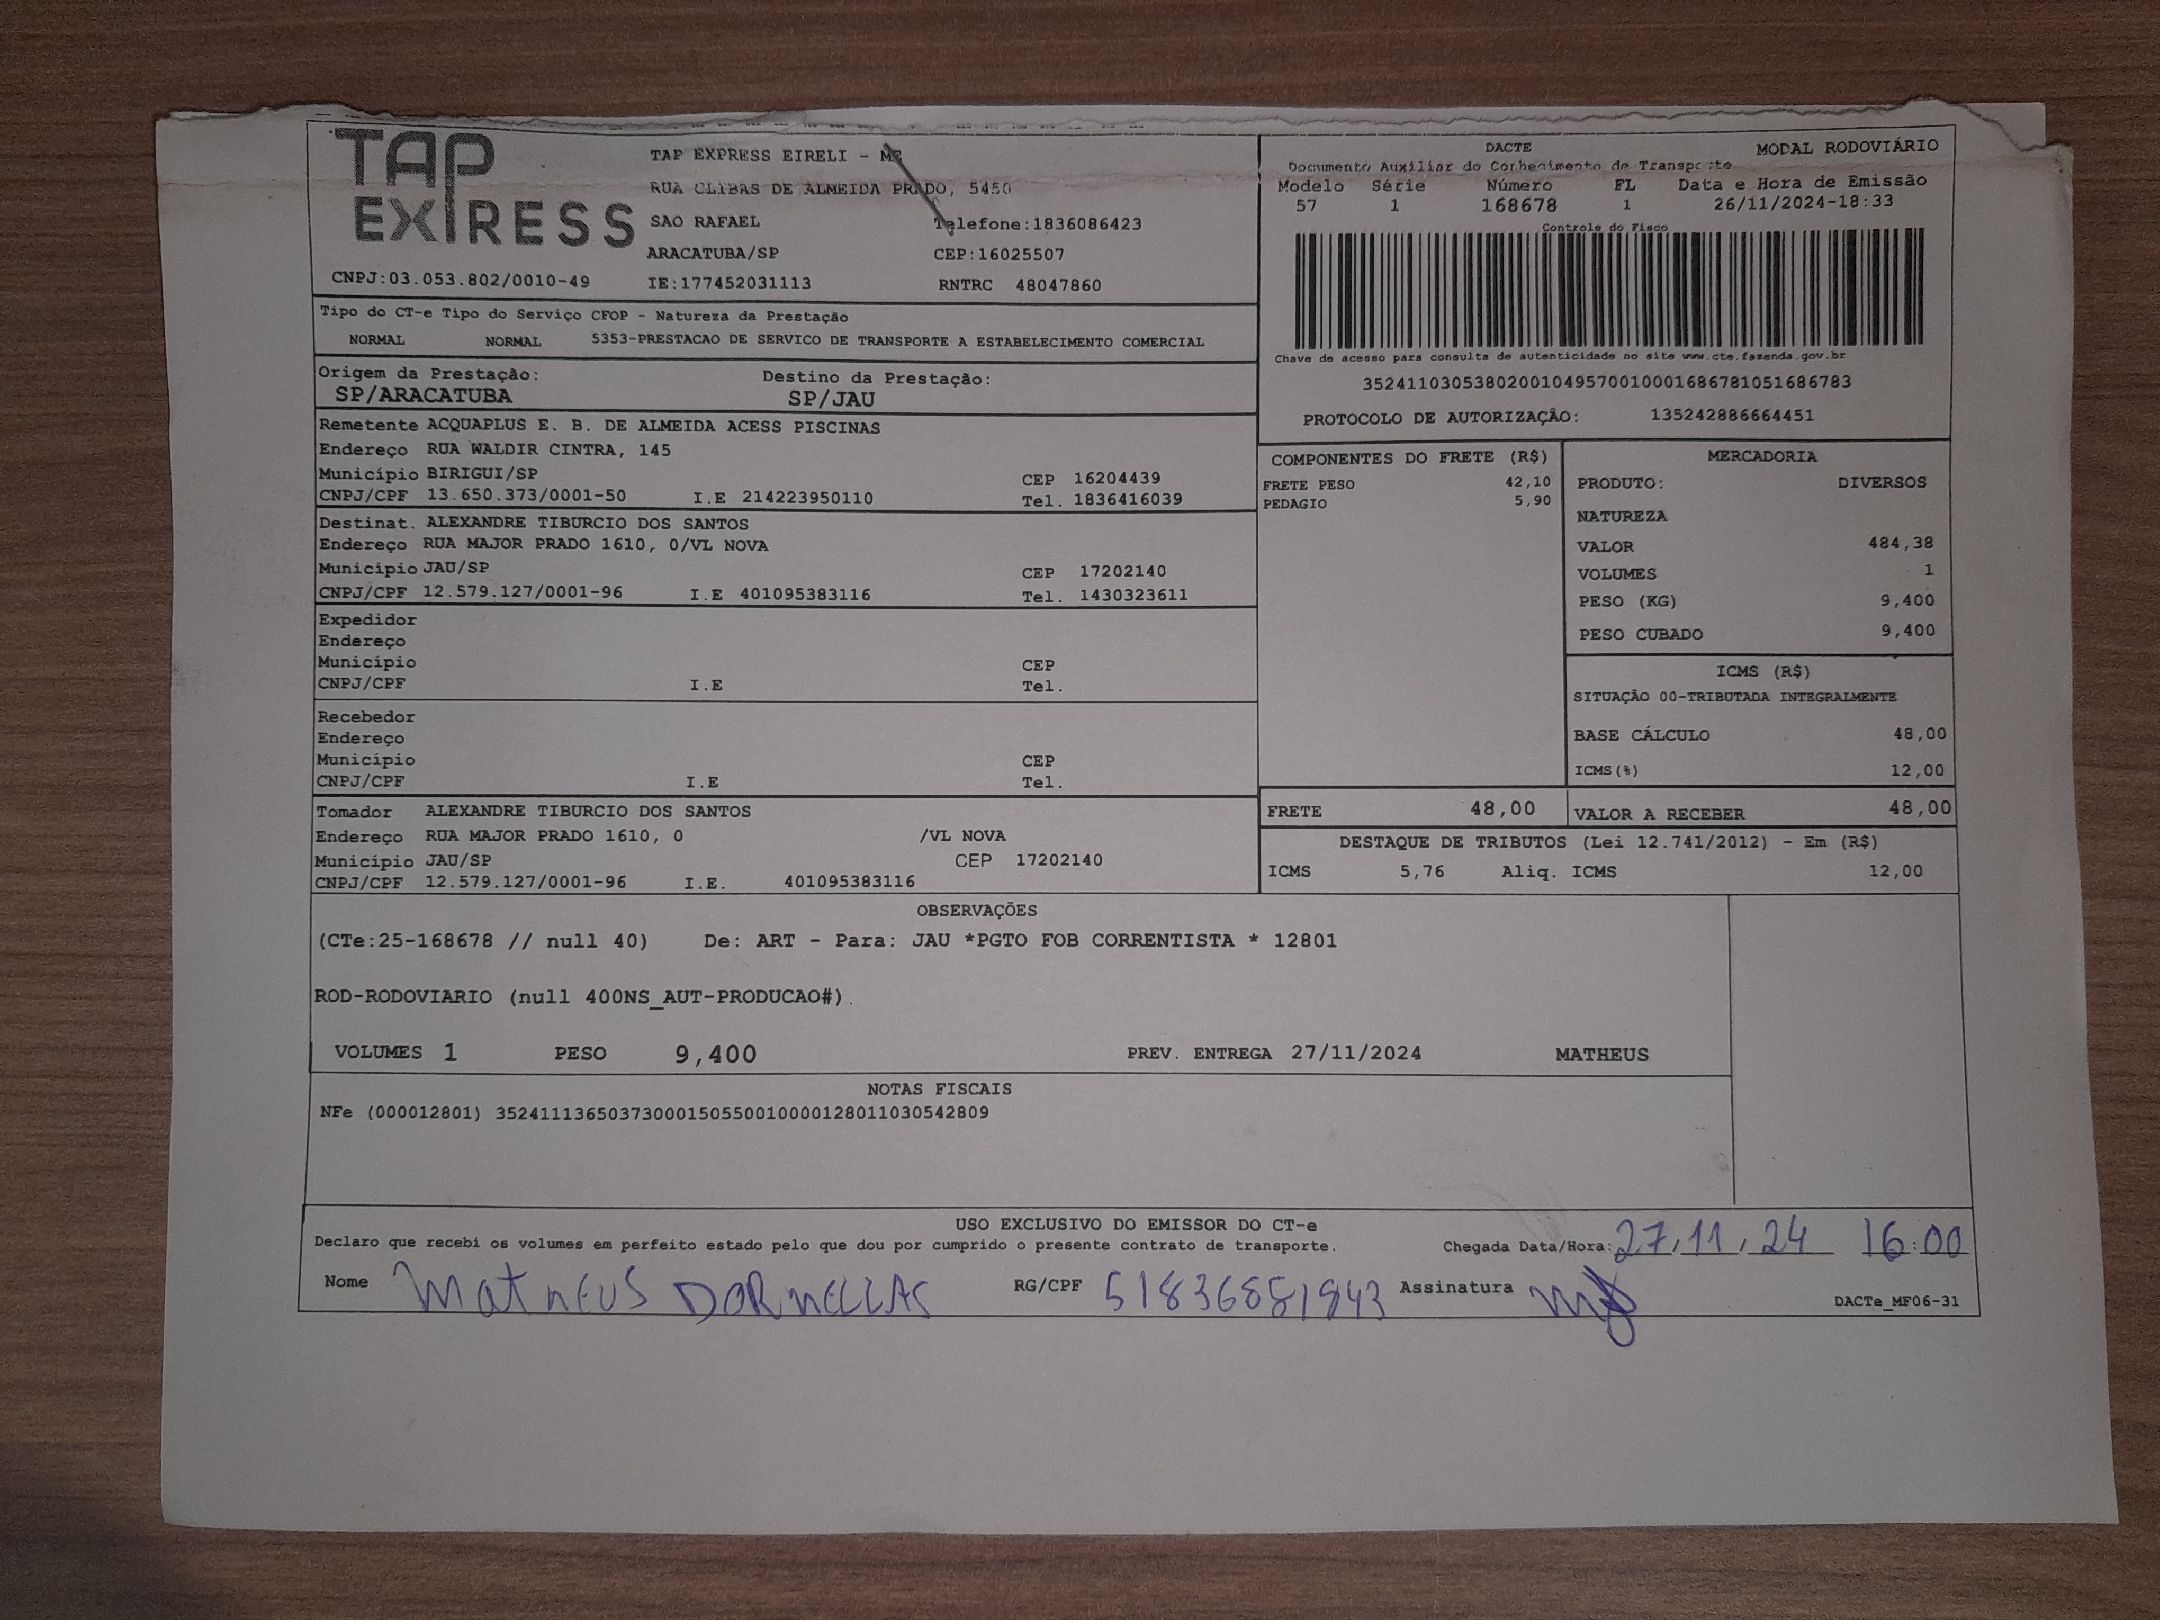 TAP
EXPRESS
CNPJ:03.053.802/0010-49
TAP EXPRESS EIRELI - ME
RUA CLIBAS DE ALMEIDA PRADO, 5450
SAO RAFAEL Telefone:1836086423
ARACATUBA/SP CEP:16025507
IE:177452031113 RNTRC 48047860
DACTE MODAL RODOVIÁRIO
Documento Auxiliar do Conhecimento de Transporte
Modelo Série Número FL Data e Hora de Emissão
57 1 168678 1 26/11/2024-18:33
Controle do Fisco
Chave de acesso para consulta de autenticidade no site www.cte.fazenda.gov.br
35241103053802001049570010001686781051686783
PROTOCOLO DE AUTORIZAÇÃO: 135242886664451
Tipo do CT-e Tipo do Serviço CFOP - Natureza da Prestação
NORMAL NORMAL 5353-PRESTACAO DE SERVICO DE TRANSPORTE A ESTABELECIMENTO COMERCIAL
Origem da Prestação: Destino da Prestação:
SP/ARACATUBA SP/JAU
Remetente ACQUAPLUS E. B. DE ALMEIDA ACESS PISCINAS
Endereço RUA WALDIR CINTRA, 145
Município BIRIGUI/SP CEP 16204439
CNPJ/CPF 13.650.373/0001-50 I.E 214223950110 Tel. 1836416039
Destinat. ALEXANDRE TIBURCIO DOS SANTOS
Endereço RUA MAJOR PRADO 1610, 0/VL NOVA
Município JAU/SP CEP 17202140
CNPJ/CPF 12.579.127/0001-96 I.E 401095383116 Tel. 1430323611
Expedidor
Endereço
Município CEP
CNPJ/CPF I.E Tel.
Recebedor
Endereço
Município CEP
CNPJ/CPF I.E Tel.
Tomador ALEXANDRE TIBURCIO DOS SANTOS
Endereço RUA MAJOR PRADO 1610, 0 /VL NOVA
Município JAU/SP CEP 17202140
CNPJ/CPF 12.579.127/0001-96 I.E. 401095383116
COMPONENTES DO FRETE (R$)
FRETE PESO 42,10
PEDAGIO 5,90
MERCADORIA
PRODUTO: DIVERSOS
NATUREZA
VALOR 484,38
VOLUMES 1
PESO (KG) 9,400
PESO CUBADO 9,400
ICMS (R$)
SITUAÇÃO 00-TRIBUTADA INTEGRALMENTE
BASE CÁLCULO 48,00
ICMS(%) 12,00
FRETE 48,00 VALOR A RECEBER 48,00
DESTAQUE DE TRIBUTOS (Lei 12.741/2012) - Em (R$)
ICMS 5,76 Aliq. ICMS 12,00
OBSERVAÇÕES
(CTe:25-168678 // null 40) De: ART - Para: JAU *PGTO FOB CORRENTISTA * 12801
ROD-RODOVIARIO (null 400NS_AUT-PRODUCAO#).
VOLUMES 1 PESO 9,400 PREV. ENTREGA 27/11/2024 MATHEUS
NOTAS FISCAIS
NFe (000012801) 35241113650373000150550010000128011030542809
USO EXCLUSIVO DO EMISSOR DO CT-e
Declaro que recebi os volumes em perfeito estado pelo que dou por cumprido o presente contrato de transporte. Chegada Data/Hora: 27.11.24 16:00
Nome MATHEUS DORNELLAS RG/CPF 51836881843 Assinatura
DACTe_MF06-31